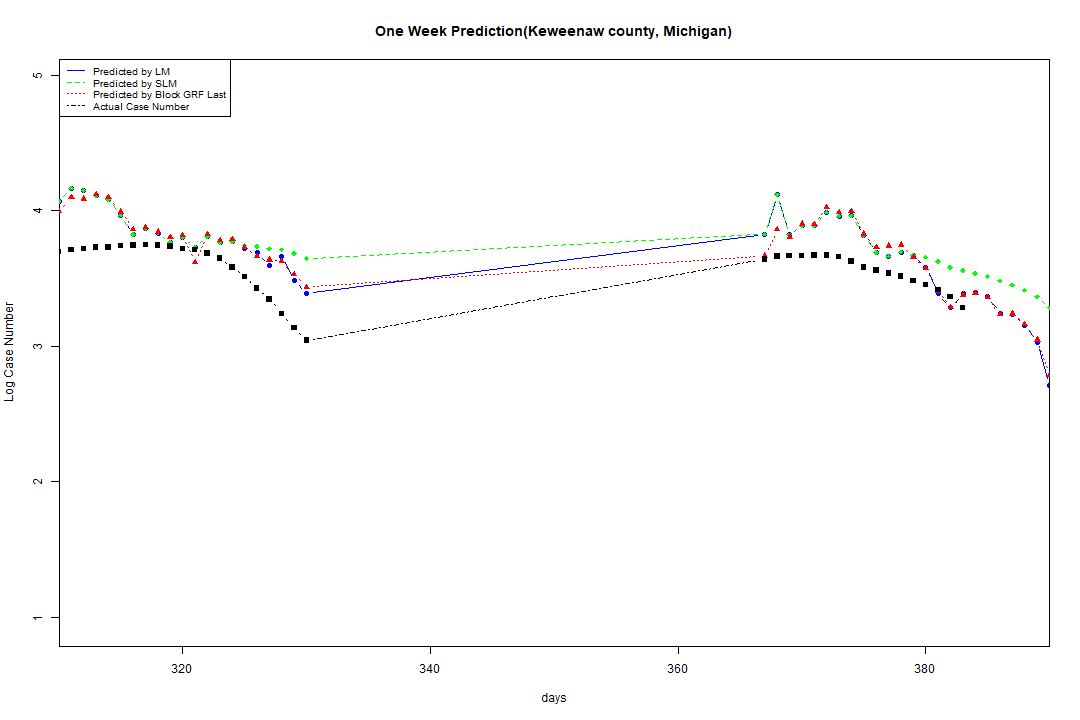 One Week Prediction(Keweenaw county, Michigan)
Predicted by LM
Predicted by SLM
Predicted by Block GRF Last
Actual Case Number
5
4
3
2
1
Log Case Number
320
340
360
380
days